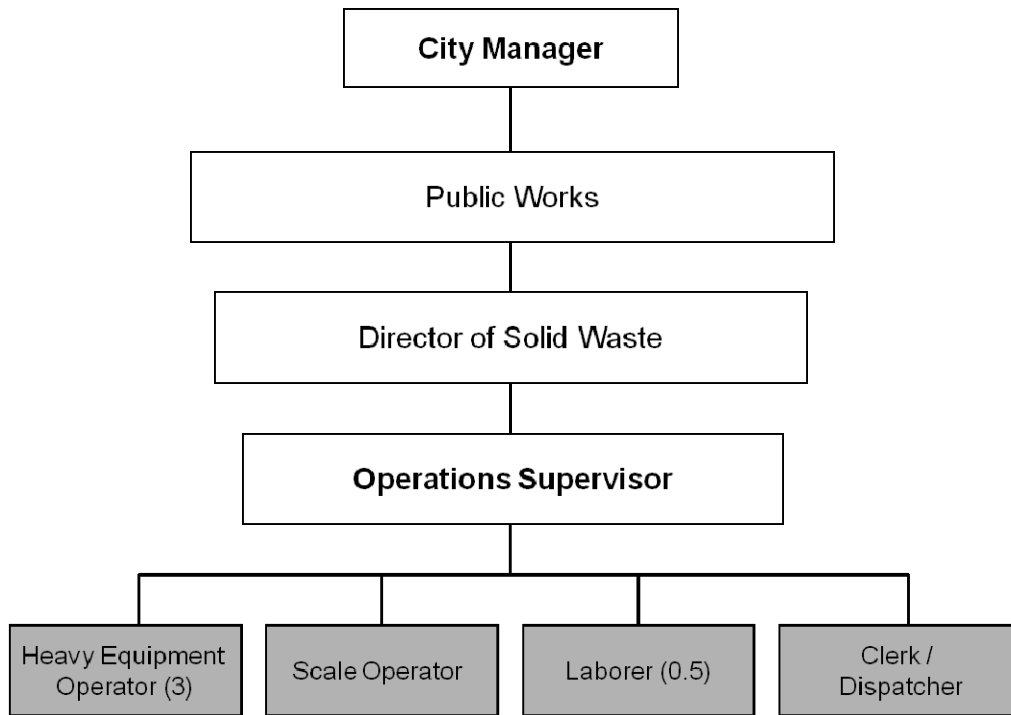 City Manager
Public Works
Director of Solid Waste
Operations Supervisor
Heavy Equipment
Operator (3)
Scale Operator
Laborer (0.5)
Clerk /
Dispatcher